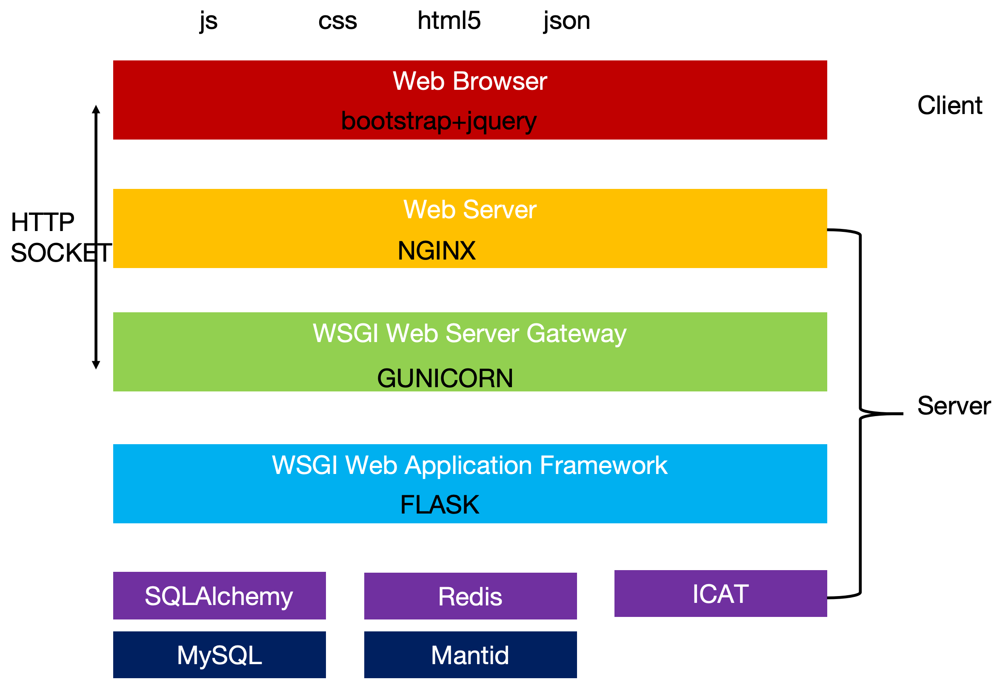 js css html5 json
Web Browser
bootstrap+jquery
Client
HTTP
SOCKET
Web Server
NGINX
WSGI Web Server Gateway
GUNICORN
Server
WSGI Web Application Framework
FLASK
SQLAlchemy
Redis
ICAT
MySQL
Mantid